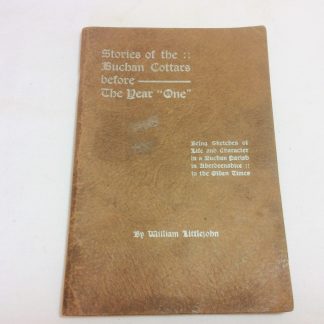 Stories of the ::
Buchan Cottars
before
The Year "One"
Being Sketches of
Life and Character
in a Buchan Parish
in Aberdeenshire ::
in the Olden Times
By William Littlejohn